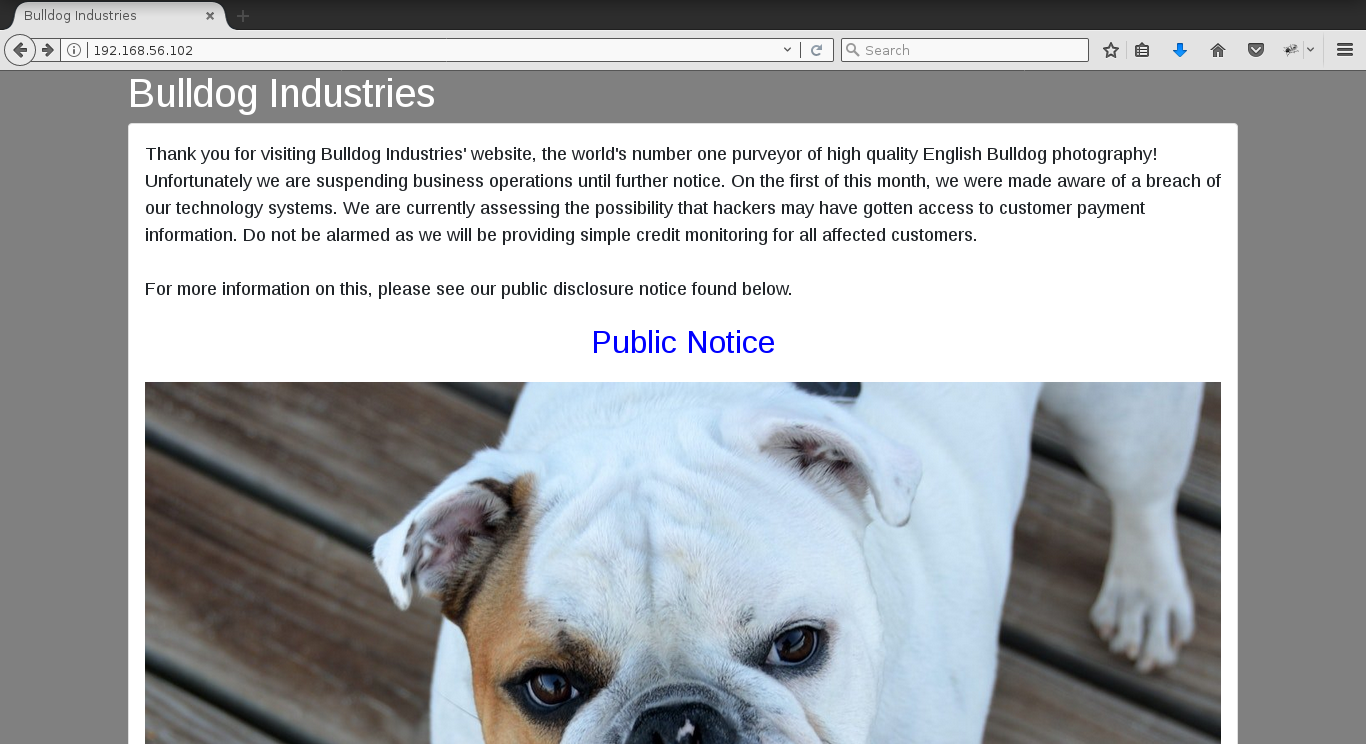 Bulldog Industries
192.168.56.102
Search
Bulldog Industries
Thank you for visiting Bulldog Industries' website, the world's number one purveyor of high quality English Bulldog photography!
Unfortunately we are suspending business operations until further notice. On the first of this month, we were made aware of a breach of
our technology systems. We are currently assessing the possibility that hackers may have gotten access to customer payment
information. Do not be alarmed as we will be providing simple credit monitoring for all affected customers.
For more information on this, please see our public disclosure notice found below.
Public Notice